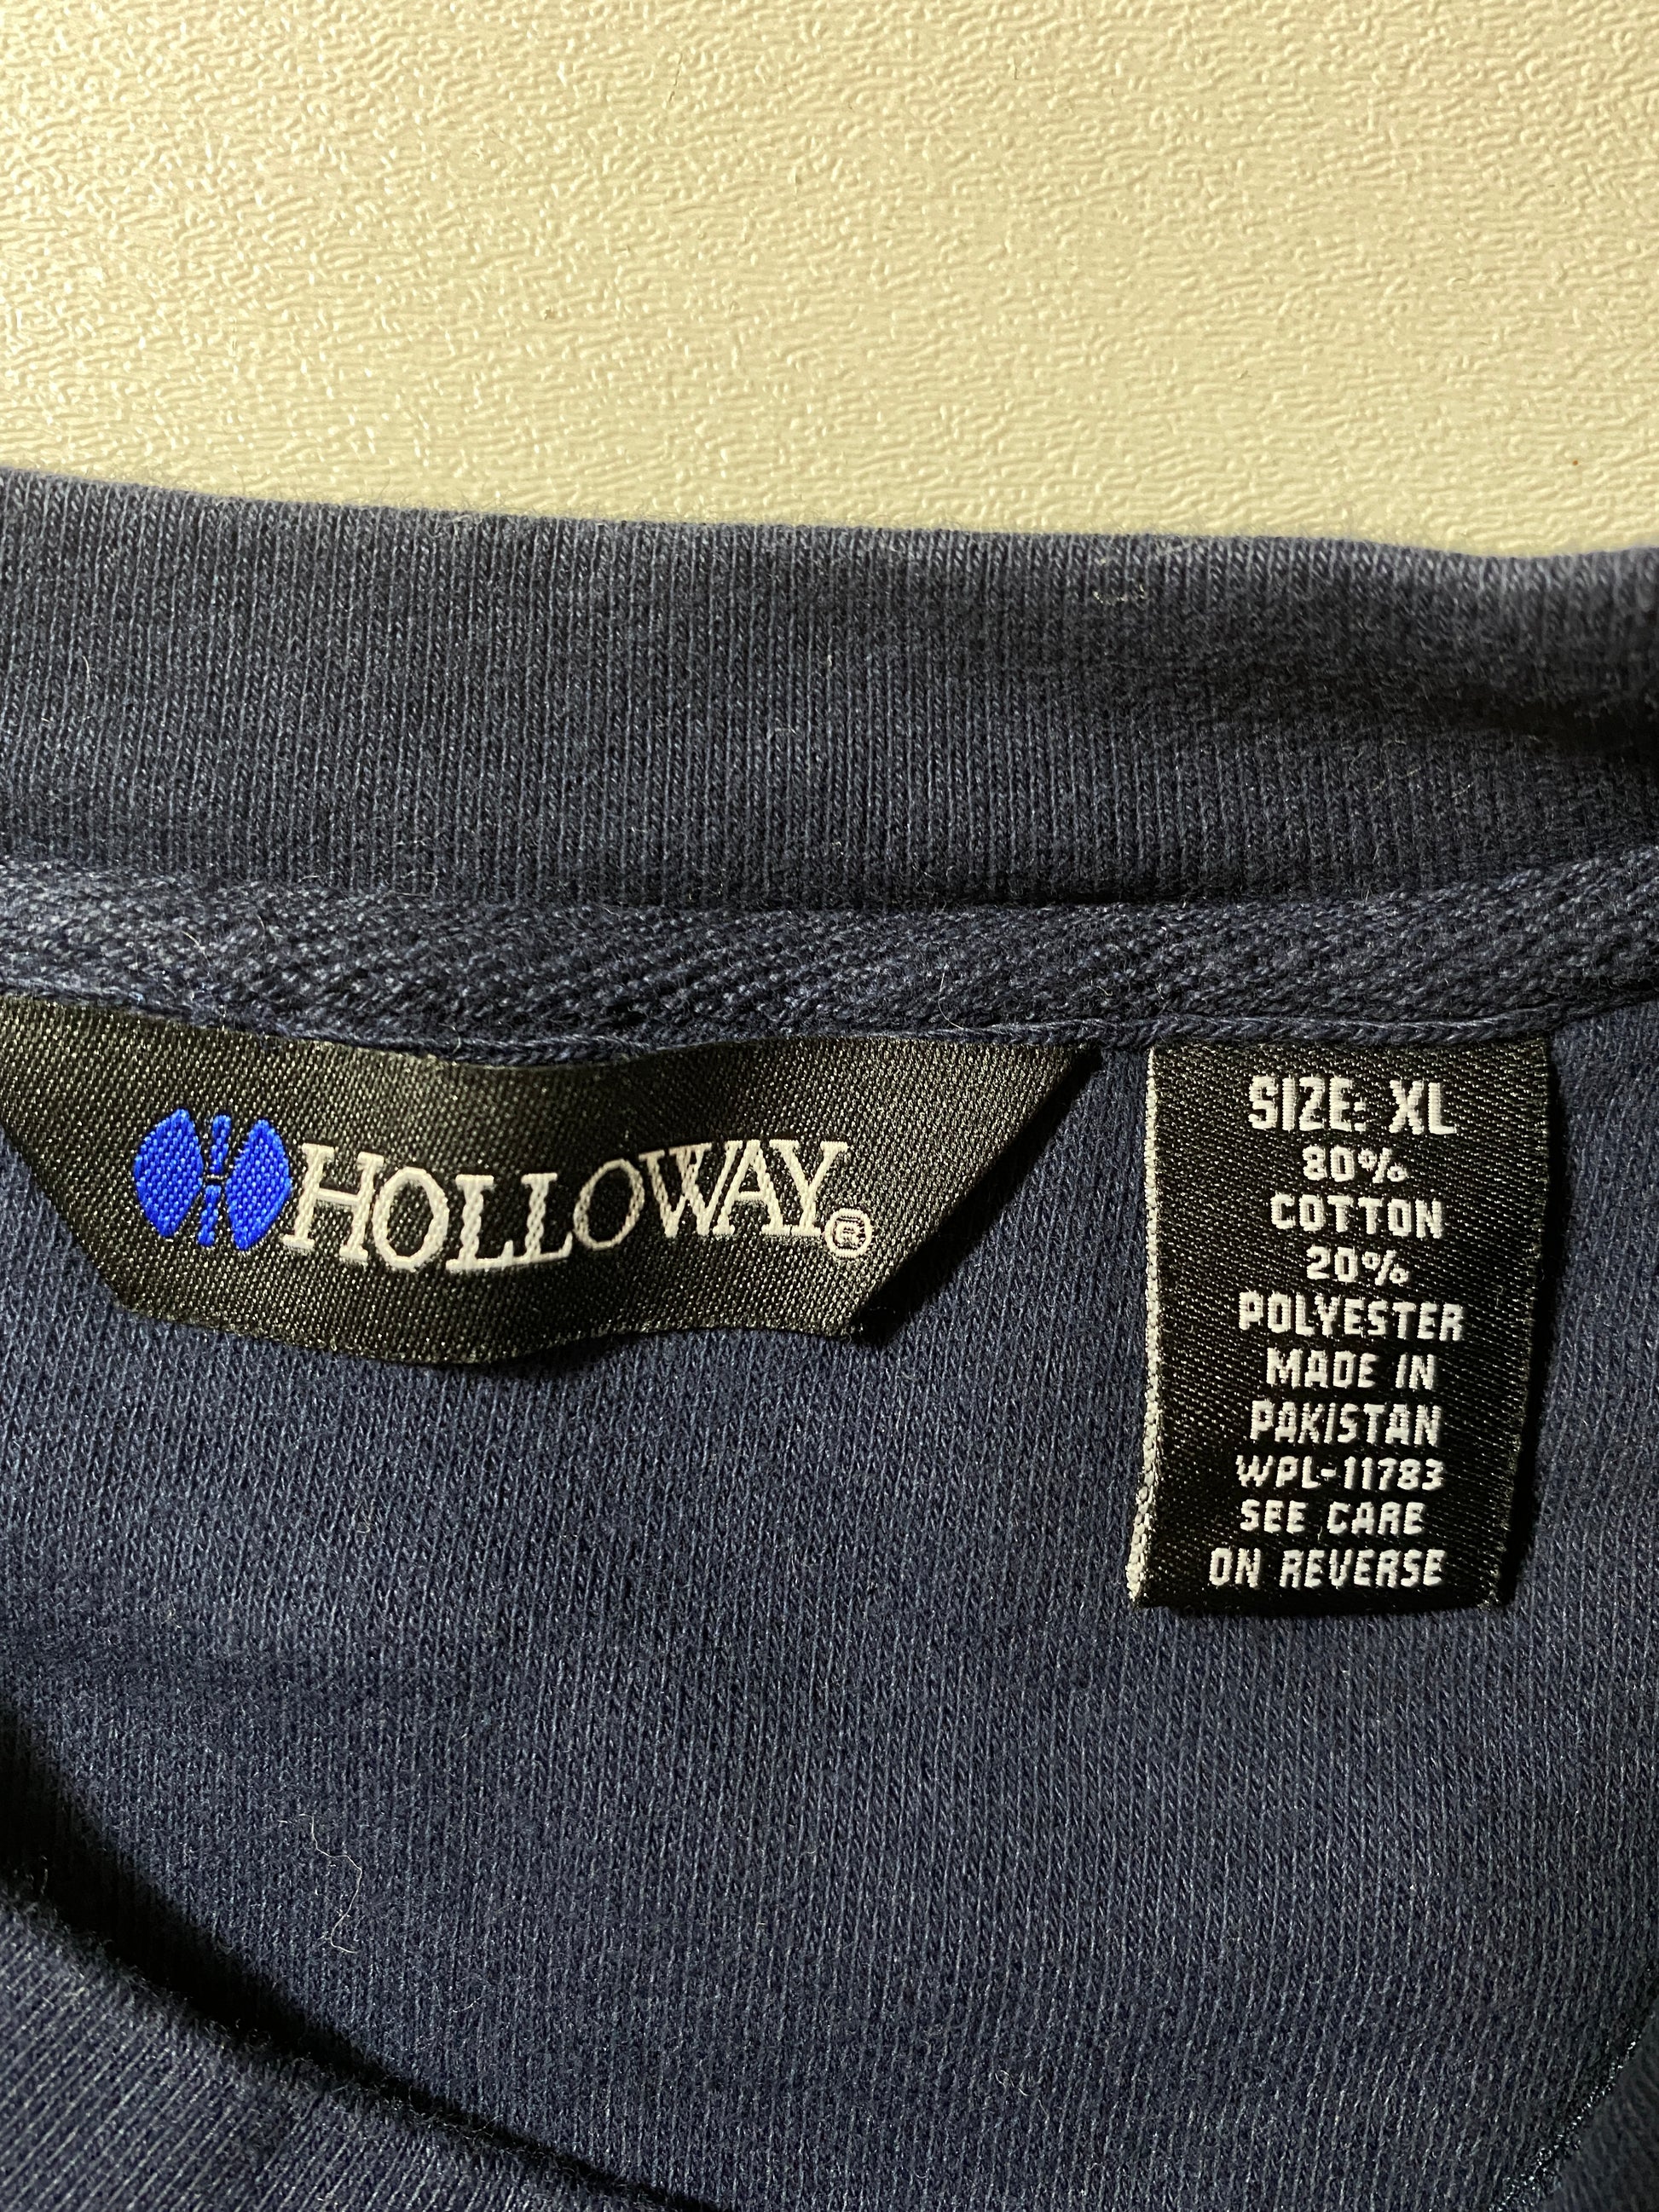 HOLLOWAY®
SIZE: XL
80%
COTTON
20%
POLYESTER
MADE IN
PAKISTAN
WPL-11783
SEE CARE
ON REVERSE